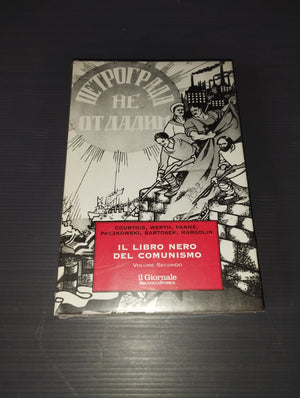 ПЕТРОГРАДА
НЕ
ОТДАДИМ
COURTOIS, WERTH, PANNÉ,
PACZKOWSKI, BARTOSEK, MARGOLIN
IL LIBRO NERO
DEL COMUNISMO
VOLUME SECONDO
il Giornale
BIBLIOTECA STORICA